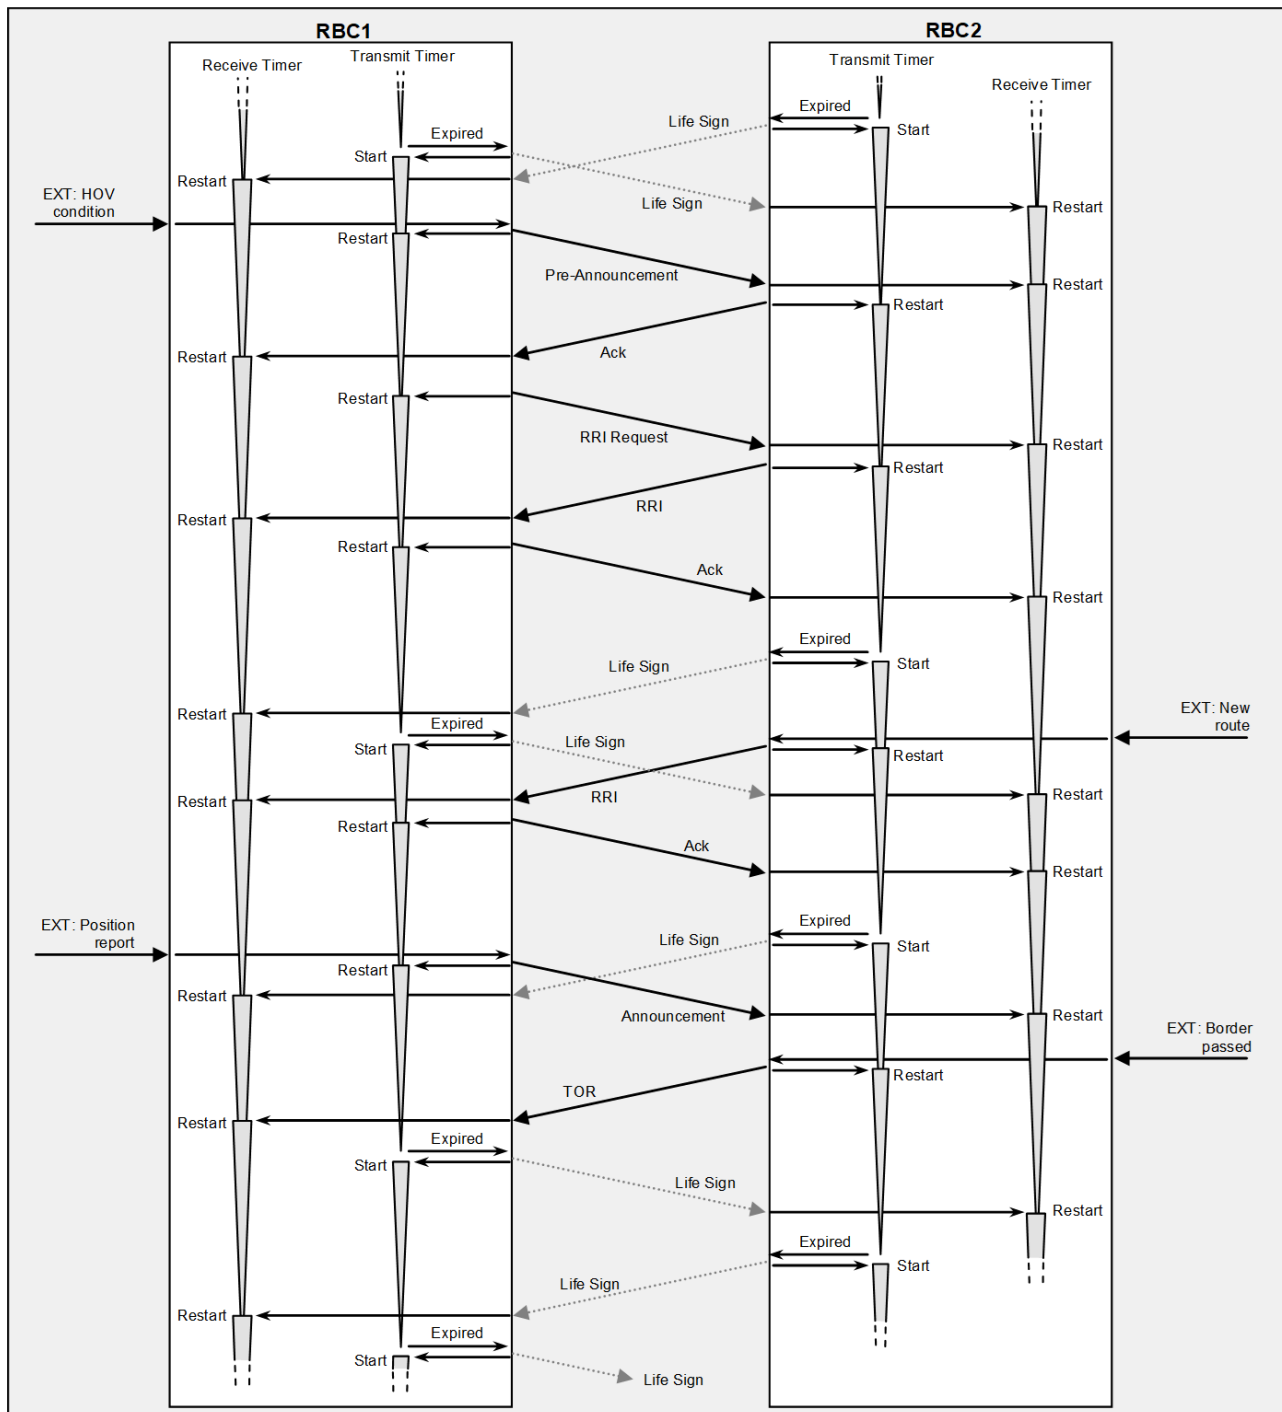 RBC1
RBC2
Receive Timer
Transmit Timer
Transmit Timer
Receive Timer
Expired
Life Sign
Start
Expired
Start
Restart
EXT: HOV
condition
Life Sign
Restart
Restart
Pre-Announcement
Restart
Restart
Ack
Restart
Restart
RRI Request
Restart
Restart
RRI
Restart
Restart
Ack
Restart
Expired
Life Sign
Start
Restart
Expired
Start
Life Sign
EXT: New
route
Restart
RRI
Restart
Restart
Restart
Ack
Restart
EXT: Position
report
Expired
Life Sign
Start
Restart
Restart
Announcement
Restart
EXT: Border
passed
Restart
TOR
Restart
Expired
Start
Life Sign
Restart
Expired
Start
Life Sign
Restart
Expired
Start
Life Sign